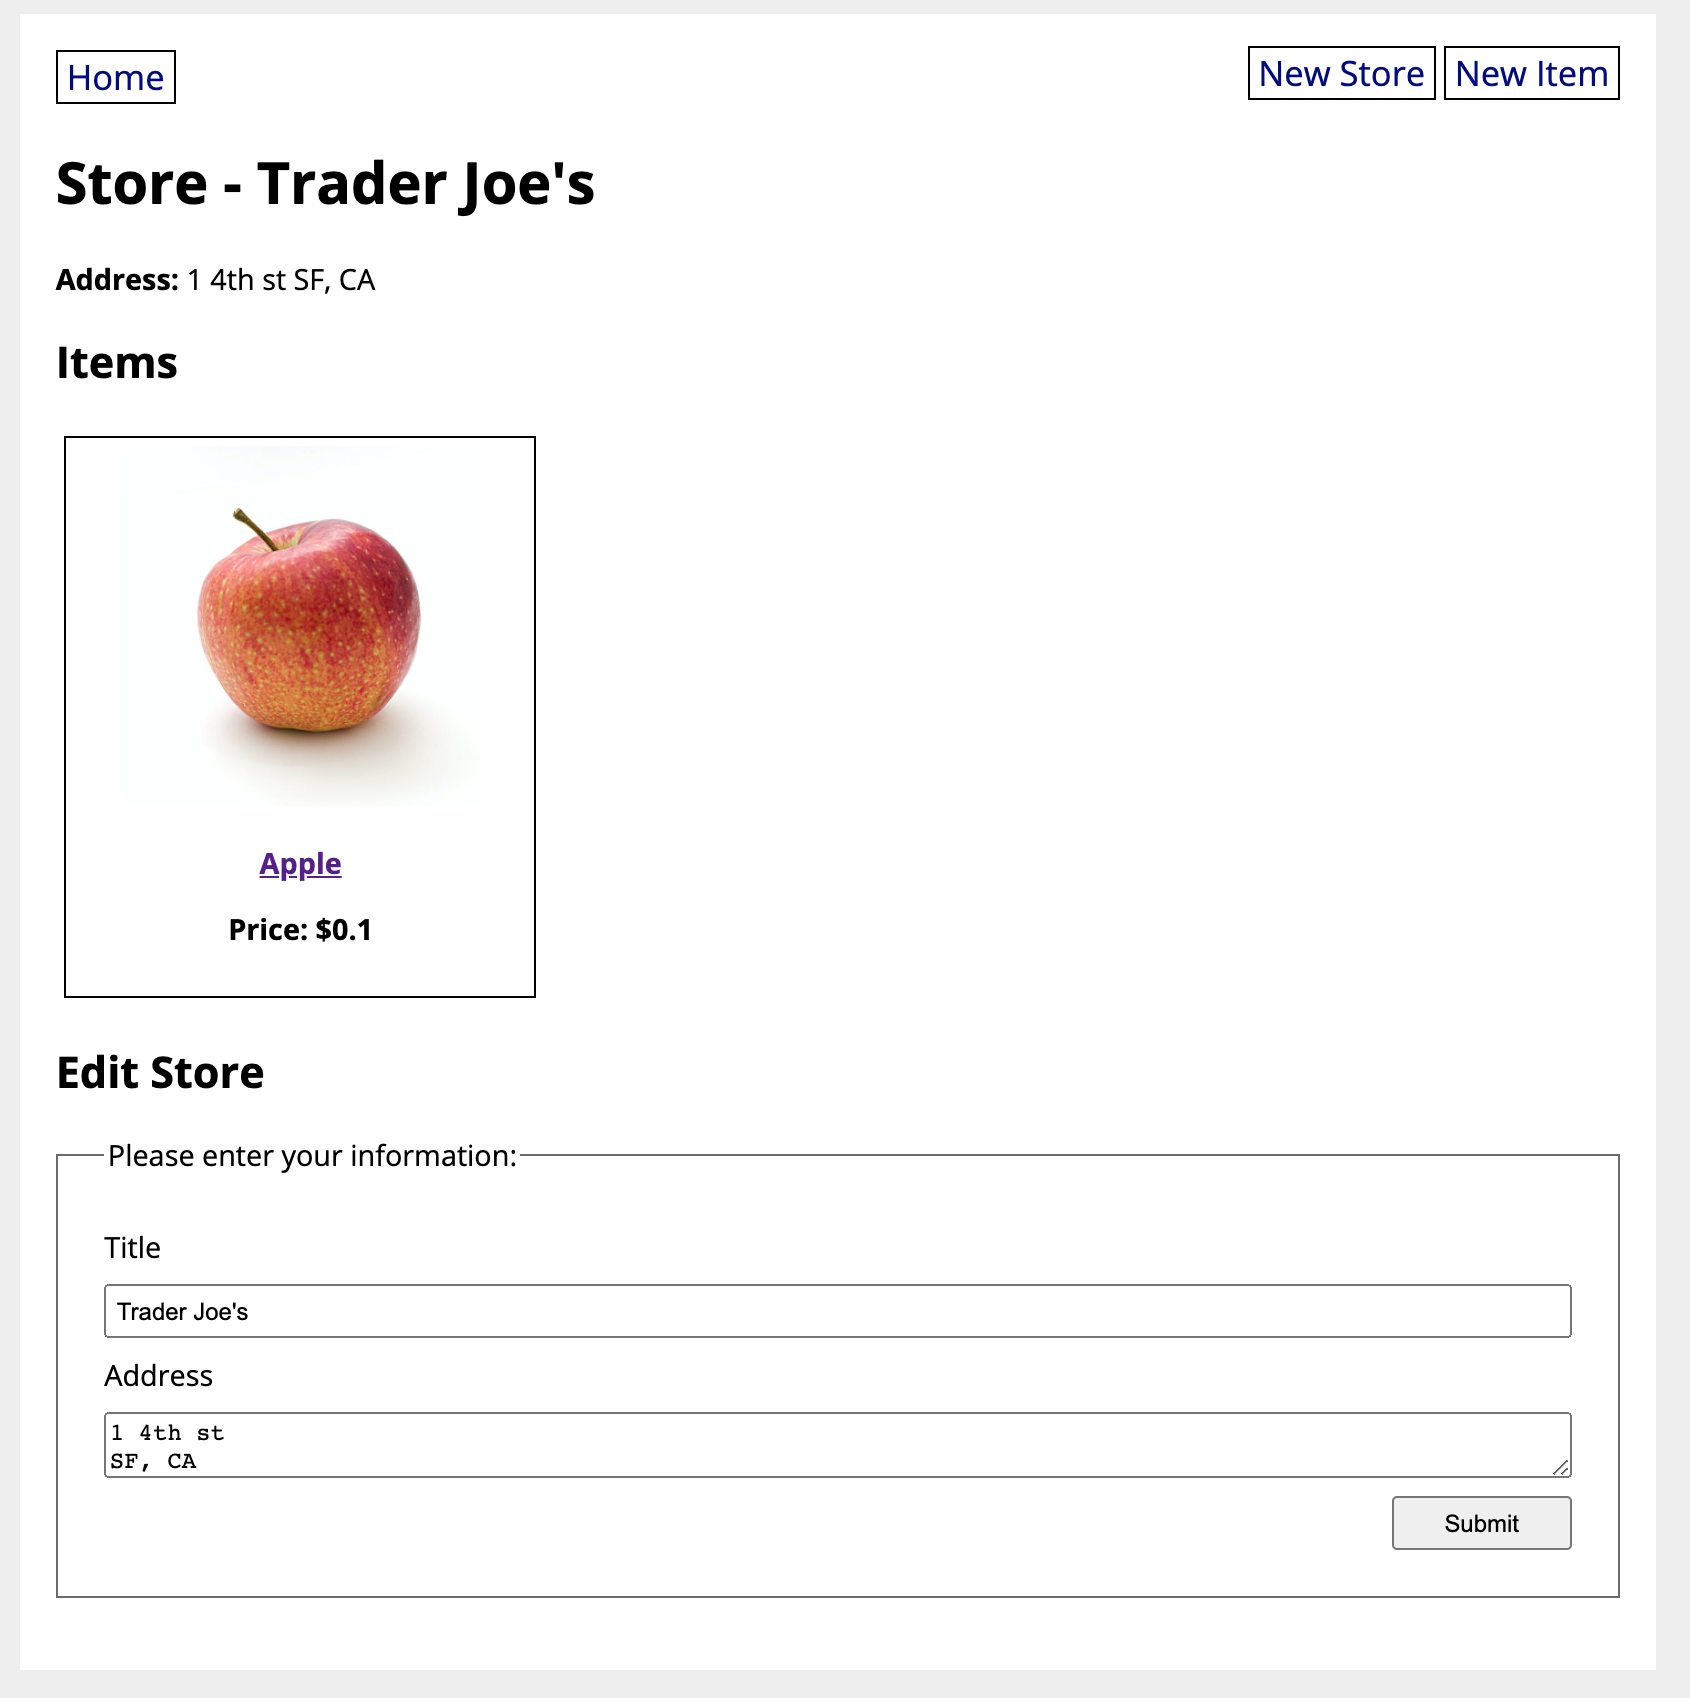 Home
New Store
New Item
Store - Trader Joe's
Address: 1 4th st SF, CA
Items
Apple
Price: $0.1
Edit Store
Please enter your information:
Title
Trader Joe's
Address
1 4th st
SF, CA
Submit